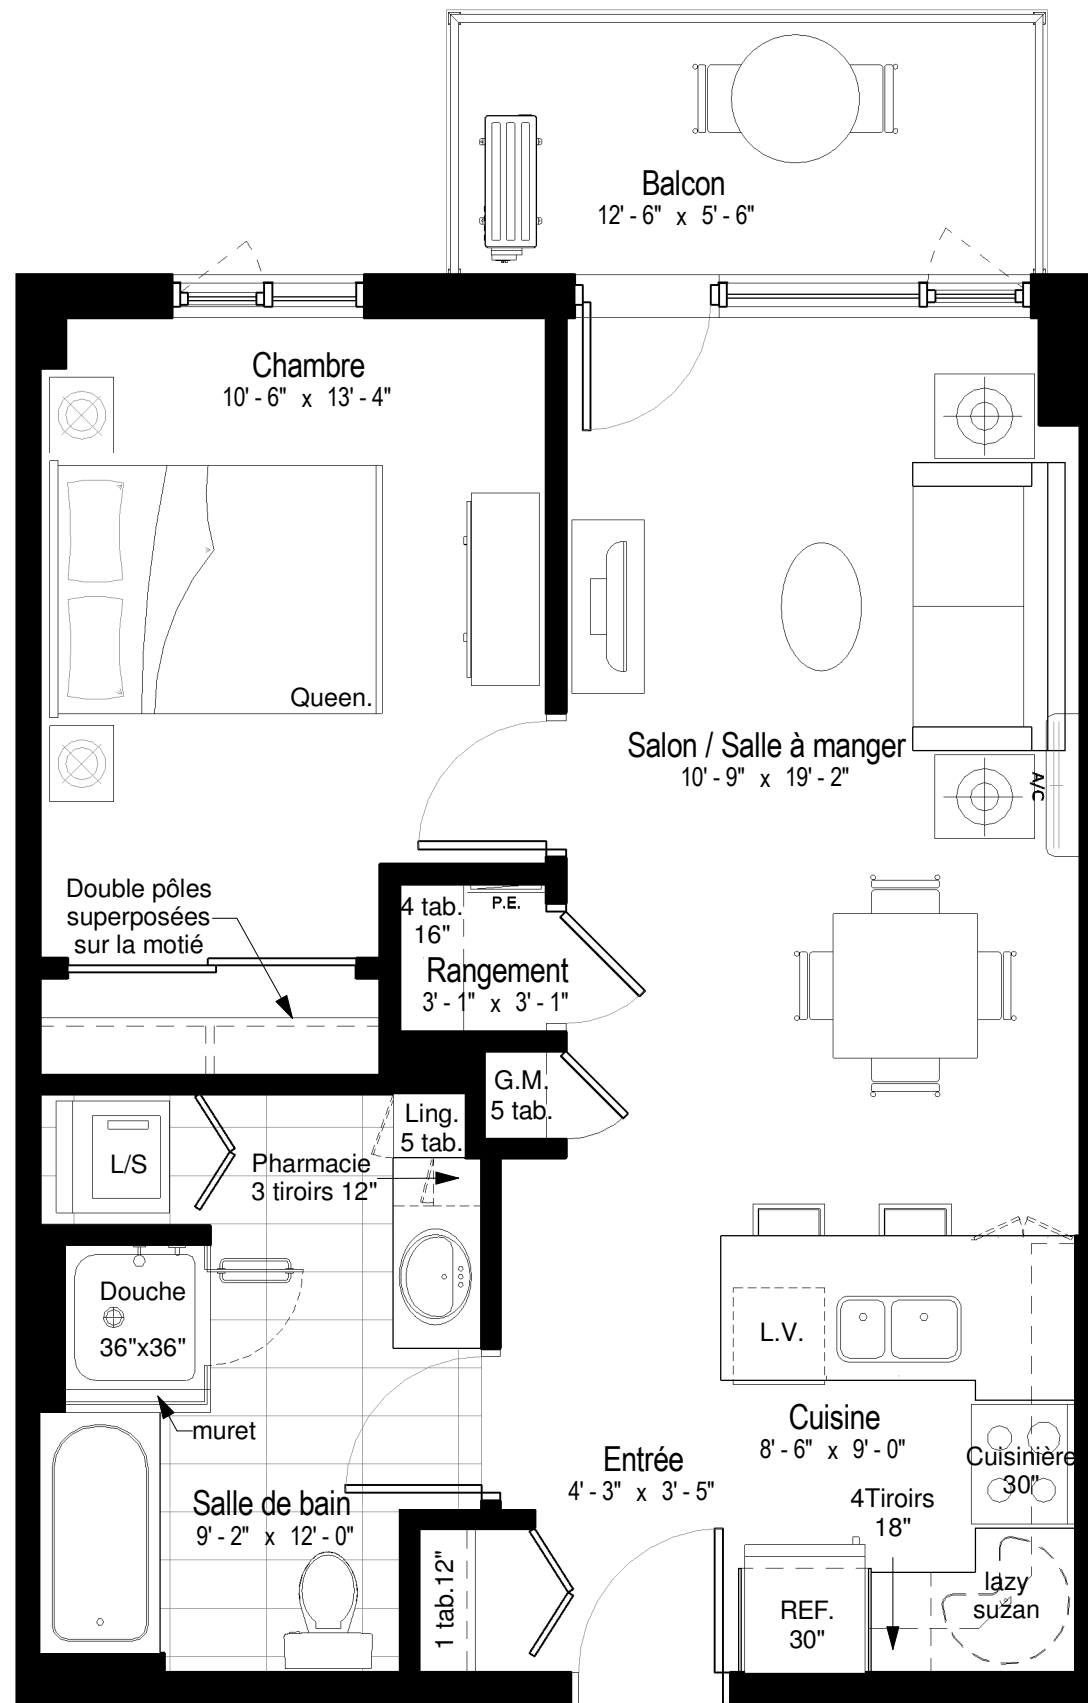 Balcon
12' - 6" x 5' - 6"
Chambre
10' - 6" x 13' - 4"
Queen.
Salon / Salle à manger
10' - 9" x 19' - 2"
A/C
Double pôles
superposées
sur la motié
4 tab.
16"
P.E.
Rangement
3' - 1" x 3' - 1"
G.M.
5 tab.
Ling.
5 tab.
L/S
Pharmacie
3 tiroirs 12"
Douche
36"x36"
muret
L.V.
Cuisine
8' - 6" x 9' - 0"
Cuisinière
30"
Entrée
4' - 3" x 3' - 5"
4Tiroirs
18"
Salle de bain
9' - 2" x 12' - 0"
1 tab.12"
REF.
30"
lazy
suzan